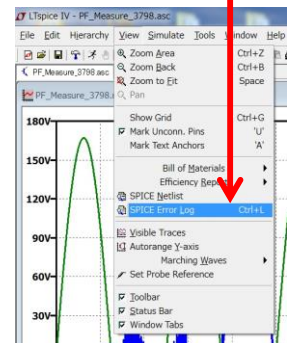 LTspice IV - PF_Measure_3798.asc
File Edit Hierarchy View Simulate Tools Window Help
PF_Measure_3798.asc
PF_Measure_3798.
Zoom Area Ctrl+Z
Zoom Back Ctrl+B
Zoom to Fit Space
Pan
Show Grid Ctrl+G
Mark Unconn. Pins 'U'
Mark Text Anchors 'A'
Bill of Materials
Efficiency Report
SPICE Netlist
SPICE Error Log Ctrl+L
Visible Traces
Autorange Y-axis
Marching Waves
Set Probe Reference
Toolbar
Status Bar
Window Tabs
180V
150V
90V
60V
30V